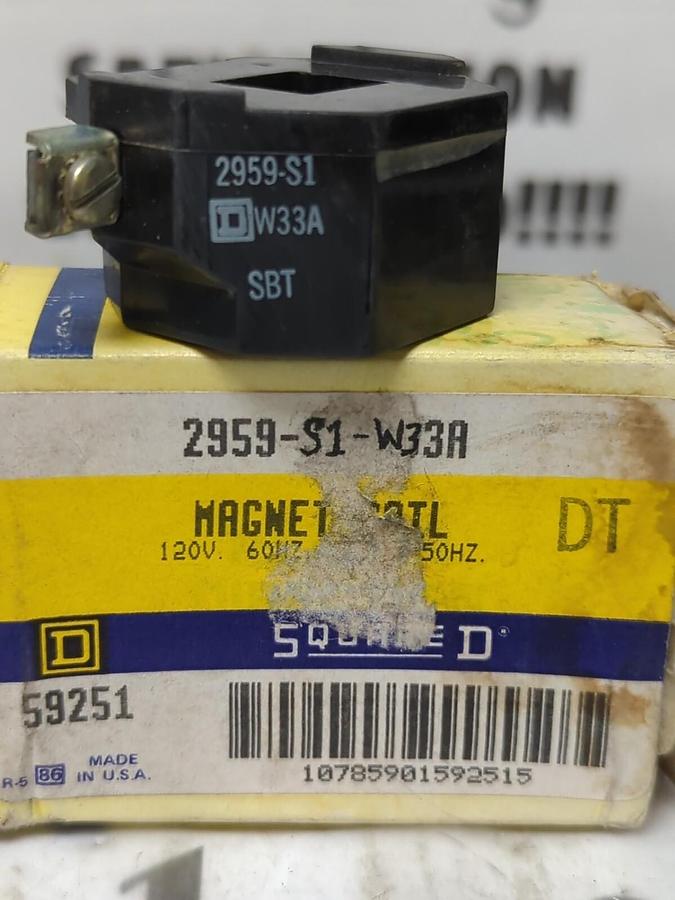 2959-S1
D W33A
SBT
2959-S1-W33A
MAGNET COIL
DT
120V. 60HZ. 50HZ.
D
SQUARE D®
59251
R-5 86 MADE
IN U.S.A.
10785901592515